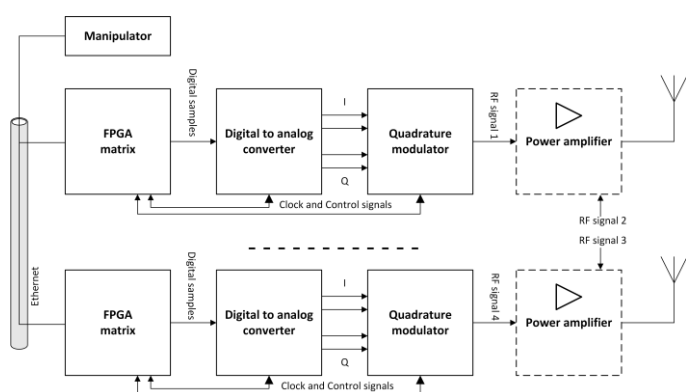 Manipulator
FPGA
matrix
Digital samples
Digital to analog
converter
I
Q
Quadrature
modulator
RF signal 1
Power amplifier
Clock and Control signals
RF signal 2
RF signal 3
Ethernet
FPGA
matrix
Digital samples
Digital to analog
converter
I
Q
Quadrature
modulator
RF signal 4
Power amplifier
Clock and Control signals